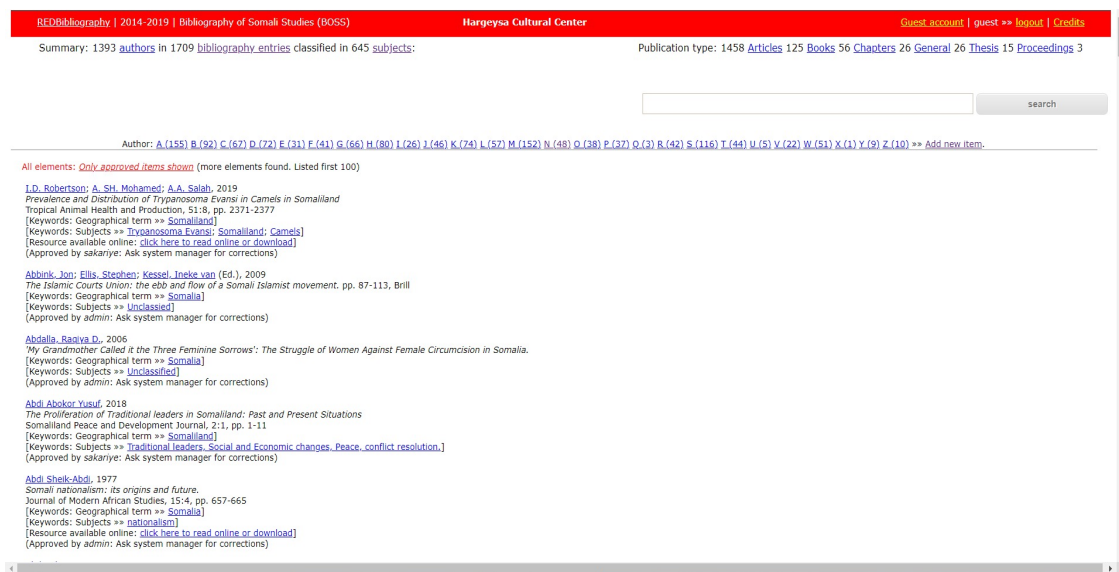 REDBibliography | 2014-2019 | Bibliography of Somali Studies (BOSS) Hargeysa Cultural Center Guest account | guest »» logout | Credits
Summary: 1393 authors in 1709 bibliography entries classified in 645 subjects: Publication type: 1458 Articles 125 Books 56 Chapters 26 General 26 Thesis 15 Proceedings 3
search
Author: A (155) B (92) C (67) D (72) E (31) F (41) G (66) H (80) I (26) J (46) K (74) L (57) M (152) N (48) O (38) P (37) Q (3) R (42) S (116) T (44) U (5) V (22) W (51) X (1) Y (9) Z (10) »» Add new item.
All elements: Only approved items shown (more elements found. Listed first 100)
I.D. Robertson; A. SH. Mohamed; A.A. Salah, 2019
Prevalence and Distribution of Trypanosoma Evansi in Camels in Somaliland
Tropical Animal Health and Production, 51:8, pp. 2371-2377
[Keywords: Geographical term »» Somaliland]
[Keywords: Subjects »» Trypanosoma Evansi; Somaliland; Camels]
[Resource available online: click here to read online or download]
(Approved by sakariye: Ask system manager for corrections)
Abbink, Jon; Ellis, Stephen; Kessel, Ineke van (Ed.), 2009
The Islamic Courts Union: the ebb and flow of a Somali Islamist movement. pp. 87-113, Brill
[Keywords: Geographical term »» Somalia]
[Keywords: Subjects »» Unclassied]
(Approved by admin: Ask system manager for corrections)
Abdalla, Raqiya D., 2006
'My Grandmother Called it the Three Feminine Sorrows': The Struggle of Women Against Female Circumcision in Somalia.
[Keywords: Geographical term »» Somalia]
[Keywords: Subjects »» Unclassified]
(Approved by admin: Ask system manager for corrections)
Abdi Abokor Yusuf, 2018
The Proliferation of Traditional leaders in Somaliland: Past and Present Situations
Somaliland Peace and Development Journal, 2:1, pp. 1-11
[Keywords: Geographical term »» Somaliland]
[Keywords: Subjects »» Traditional leaders, Social and Economic changes, Peace, conflict resolution,]
(Approved by sakariye: Ask system manager for corrections)
Abdi Sheik-Abdi, 1977
Somali nationalism: its origins and future.
Journal of Modern African Studies, 15:4, pp. 657-665
[Keywords: Geographical term »» Somalia]
[Keywords: Subjects »» nationalism]
[Resource available online: click here to read online or download]
(Approved by admin: Ask system manager for corrections)